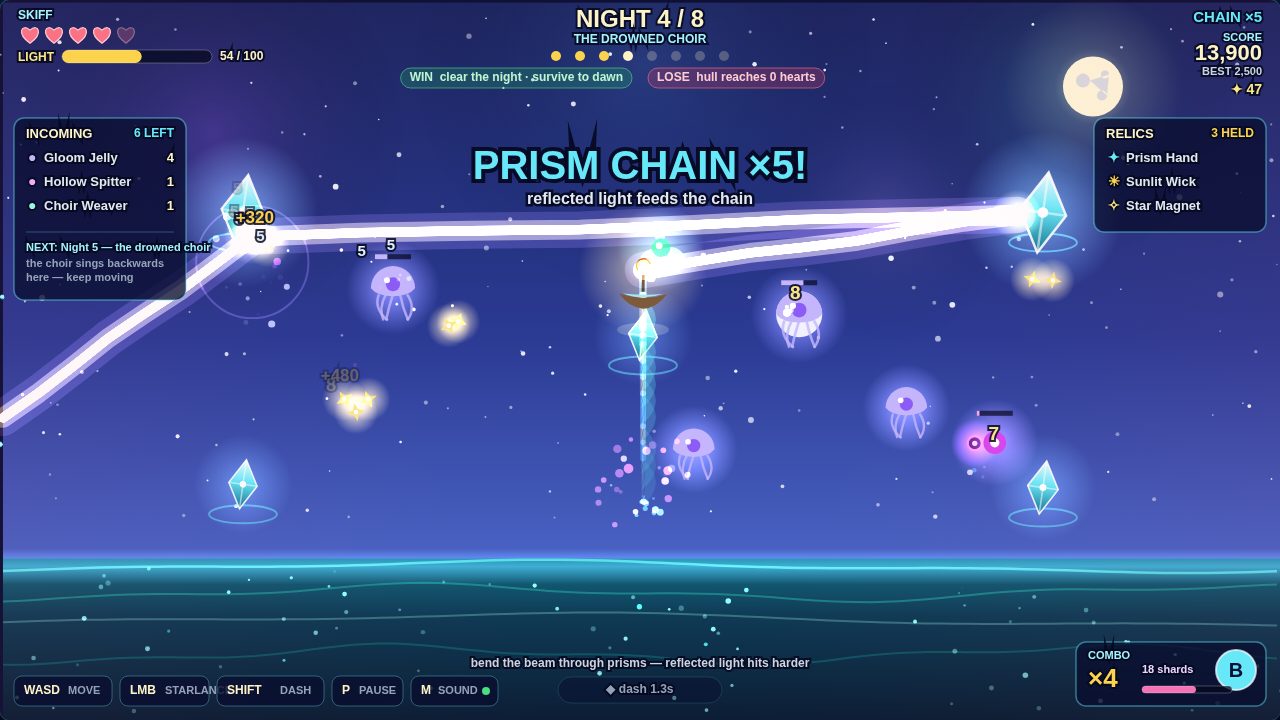 SKIFF
LIGHT 54 / 100
NIGHT 4 / 8
THE DROWNED CHOIR
WIN clear the night · survive to dawn
LOSE hull reaches 0 hearts
CHAIN ×5
SCORE
13,900
BEST 2,500
✦ 47
INCOMING 6 LEFT
Gloom Jelly 4
Hollow Spitter 1
Choir Weaver 1
NEXT: Night 5 — the drowned choir
the choir sings backwards
here — keep moving
RELICS 3 HELD
✦ Prism Hand
☀ Sunlit Wick
✧ Star Magnet
PRISM CHAIN ×5!
reflected light feeds the chain
+320
5
5
5
8
+480
8
7
bend the beam through prisms — reflected light hits harder
WASD MOVE
LMB STARLAN
SHIFT DASH
P PAUSE
M SOUND
◆ dash 1.3s
COMBO
×4
18 shards
B